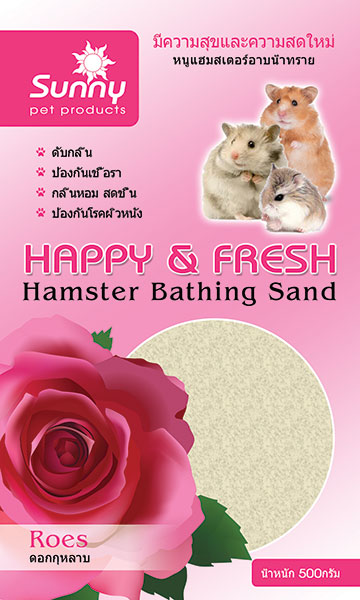 Sunny
pet products
มีความสุขและความสดใหม่
หนูแฮมสเตอร์อาบน้ำทราย
ดับกลิ่น
ป้องกันเชื้อรา
กลิ่นหอม สดชื่น
ป้องกันโรคผิวหนัง
HAPPY & FRESH
Hamster Bathing Sand
Roes
ดอกกุหลาบ
น้ำหนัก 500กรัม